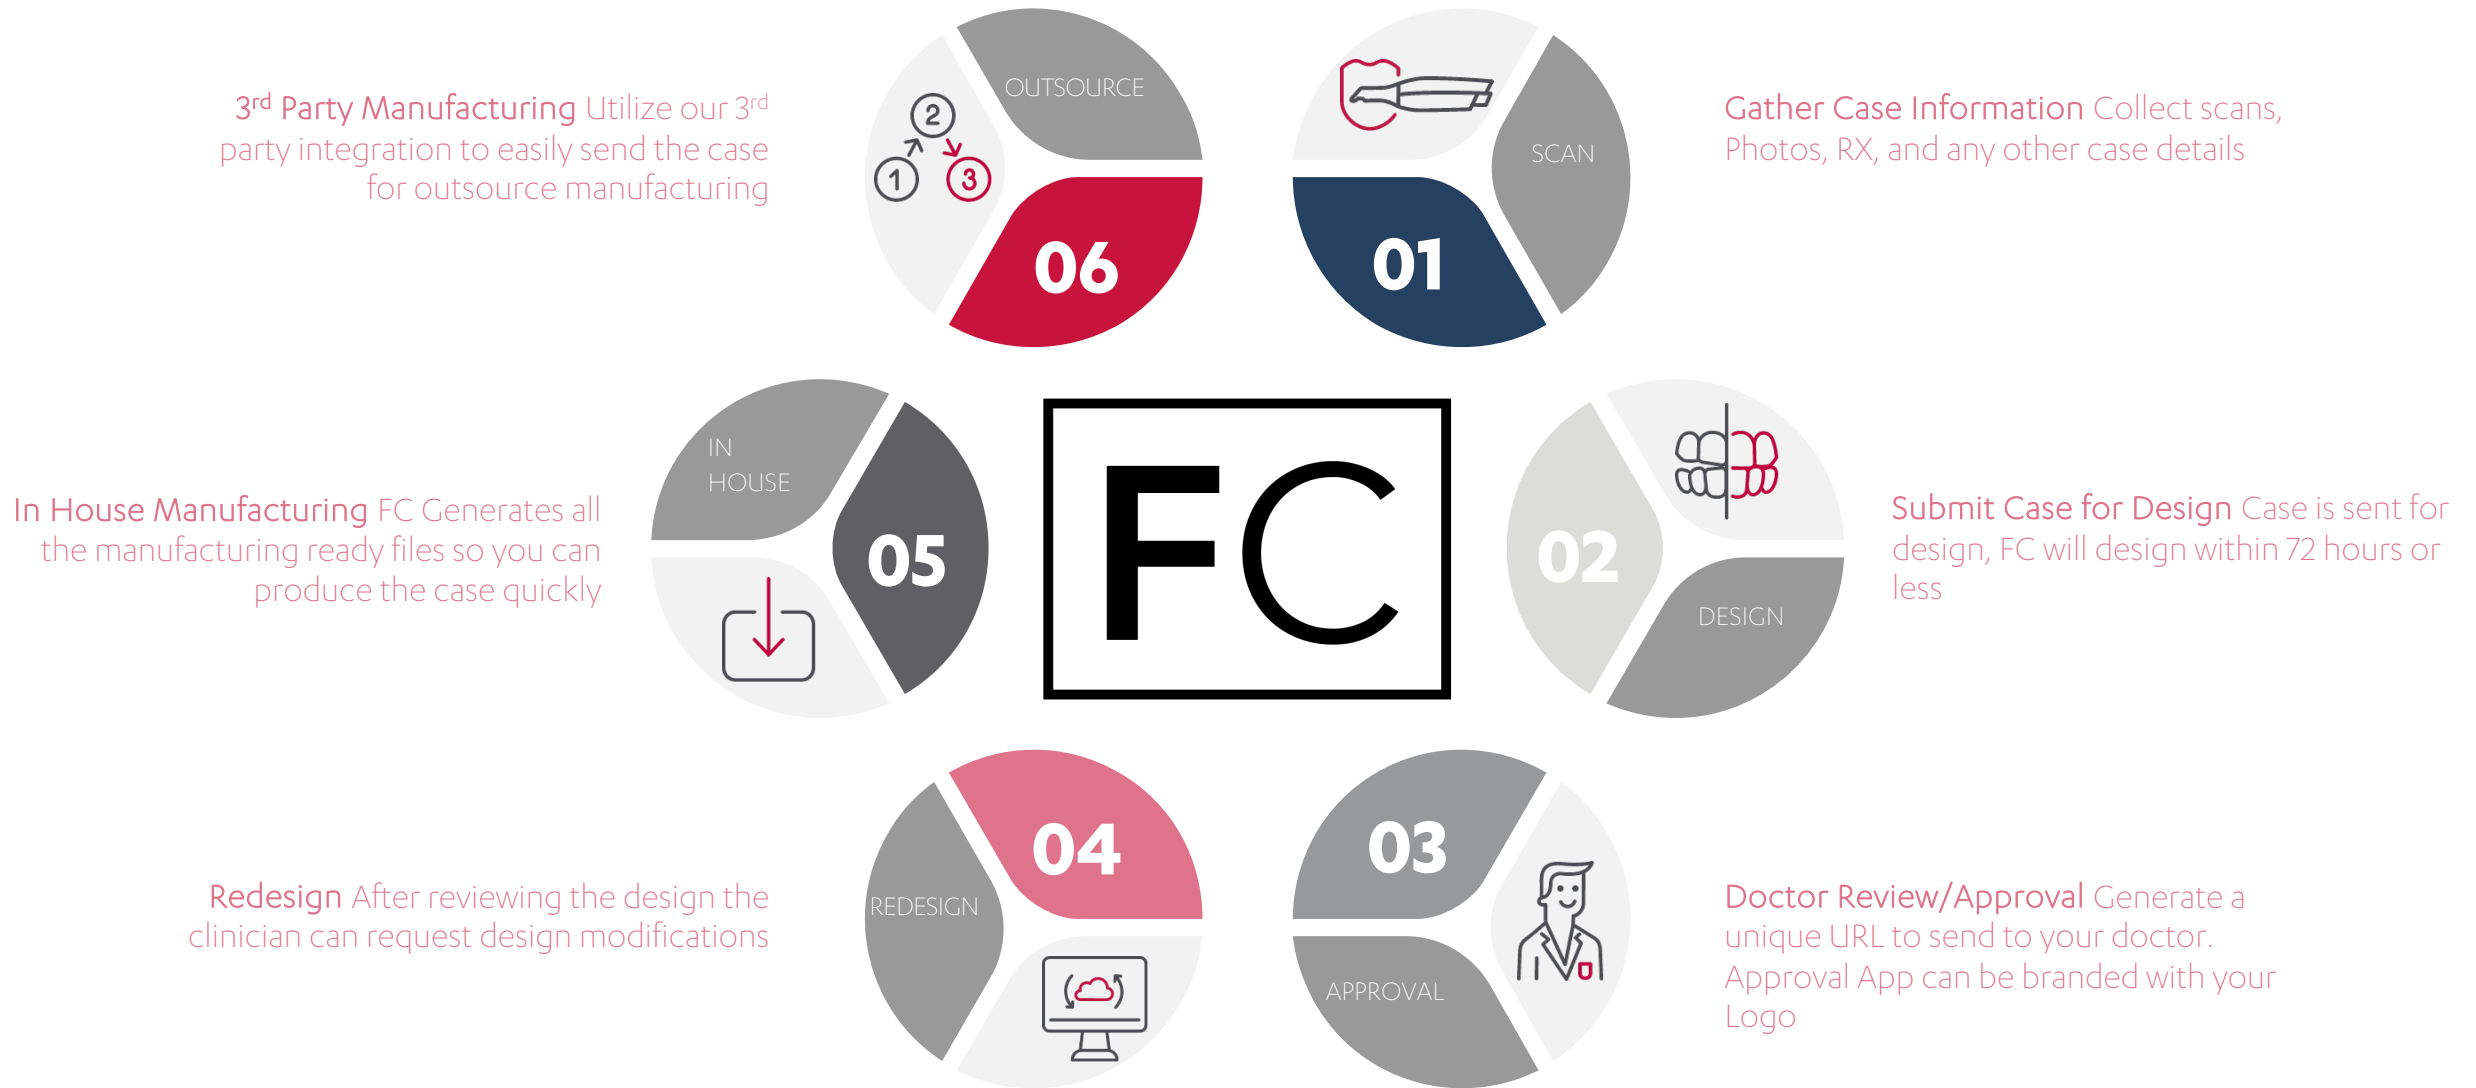 OUTSOURCE
2
1
3
06
3rd Party Manufacturing Utilize our 3rd
party integration to easily send the case
for outsource manufacturing
SCAN
01
Gather Case Information Collect scans,
Photos, RX, and any other case details
IN
HOUSE
05
In House Manufacturing FC Generates all
the manufacturing ready files so you can
produce the case quickly
FC
02
DESIGN
Submit Case for Design Case is sent for
design, FC will design within 72 hours or
less
04
REDESIGN
Redesign After reviewing the design the
clinician can request design modifications
03
APPROVAL
Doctor Review/Approval Generate a
unique URL to send to your doctor.
Approval App can be branded with your
Logo